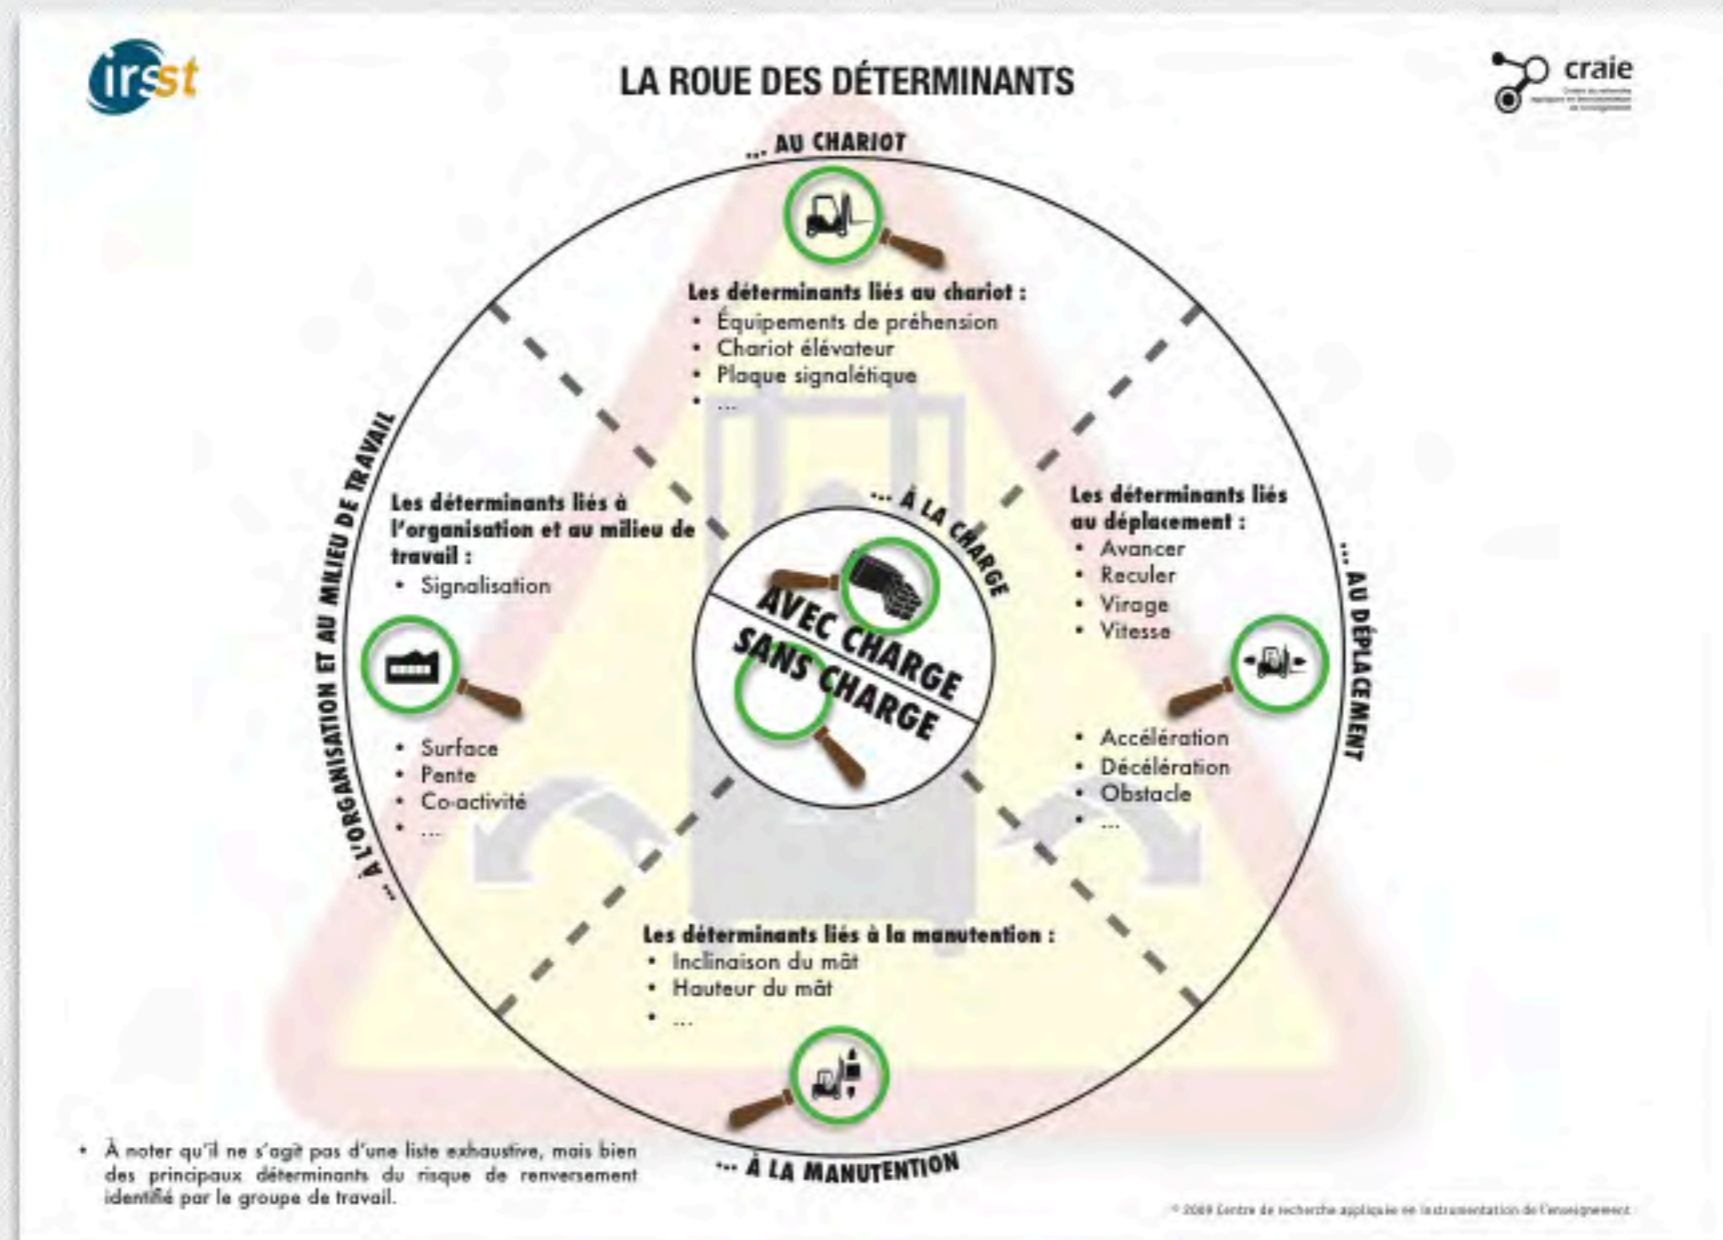 irsst
LA ROUE DES DÉTERMINANTS
craie
... AU CHARIOT
Les déterminants liés au chariot :
• Équipements de préhension
• Chariot élévateur
• Plaque signalétique
• ...
... À L'ORGANISATION ET AU MILIEU DE TRAVAIL
Les déterminants liés à
l'organisation et au milieu de
travail :
• Signalisation
• Surface
• Pente
• Co-activité
• ...
... À LA CHARGE
AVEC CHARGE
SANS CHARGE
Les déterminants liés
au déplacement :
• Avancer
• Reculer
• Virage
• Vitesse
• Accélération
• Décélération
• Obstacle
• ...
... AU DÉPLACEMENT
Les déterminants liés à la manutention :
• Inclinaison du mât
• Hauteur du mât
• ...
... À LA MANUTENTION
• À noter qu'il ne s'agit pas d'une liste exhaustive, mais bien
des principaux déterminants du risque de renversement
identifié par le groupe de travail.
Centre de recherche appliquée en instrumentation de l'enseignement